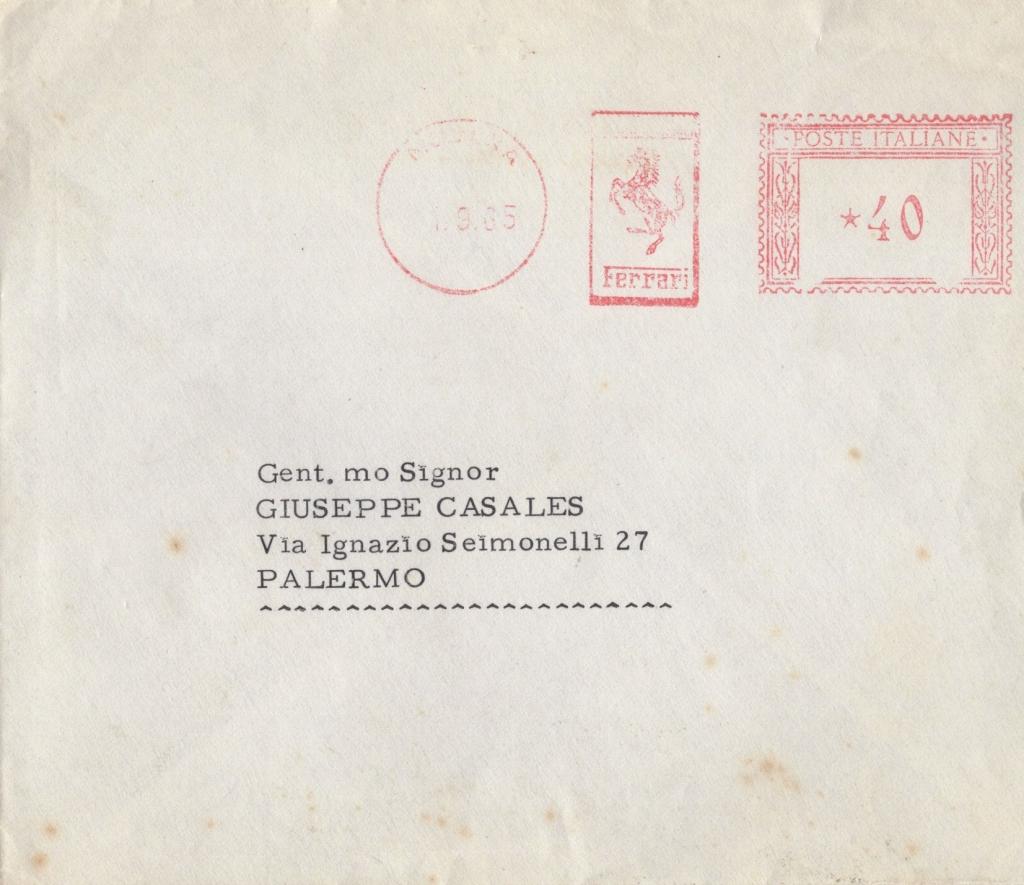 1.9.65
Ferrari
POSTE ITALIANE
*40
Gent. mo Signor
GIUSEPPE CASALES
Via Ignazio Seimonelli 27
PALERMO